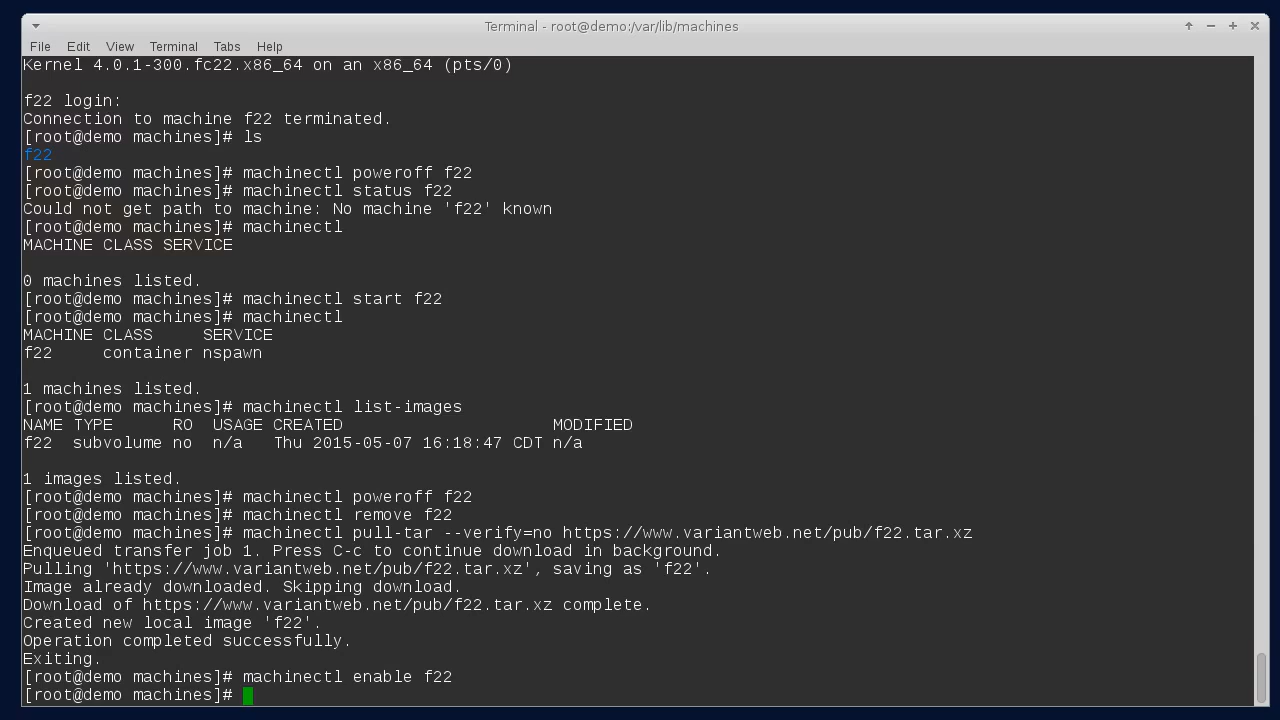 Terminal - root@demo:/var/lib/machines
File Edit View Terminal Tabs Help
Kernel 4.0.1-300.fc22.x86_64 on an x86_64 (pts/0)
f22 login:
Connection to machine f22 terminated.
[root@demo machines]# ls
f22
[root@demo machines]# machinectl poweroff f22
[root@demo machines]# machinectl status f22
Could not get path to machine: No machine 'f22' known
[root@demo machines]# machinectl
MACHINE CLASS SERVICE
0 machines listed.
[root@demo machines]# machinectl start f22
[root@demo machines]# machinectl
MACHINE CLASS     SERVICE
f22     container nspawn
1 machines listed.
[root@demo machines]# machinectl list-images
NAME TYPE      RO  USAGE CREATED                     MODIFIED
f22  subvolume no  n/a   Thu 2015-05-07 16:18:47 CDT n/a
1 images listed.
[root@demo machines]# machinectl poweroff f22
[root@demo machines]# machinectl remove f22
[root@demo machines]# machinectl pull-tar --verify=no https://www.variantweb.net/pub/f22.tar.xz
Enqueued transfer job 1. Press C-c to continue download in background.
Pulling 'https://www.variantweb.net/pub/f22.tar.xz', saving as 'f22'.
Image already downloaded. Skipping download.
Download of https://www.variantweb.net/pub/f22.tar.xz complete.
Created new local image 'f22'.
Operation completed successfully.
Exiting.
[root@demo machines]# machinectl enable f22
[root@demo machines]#